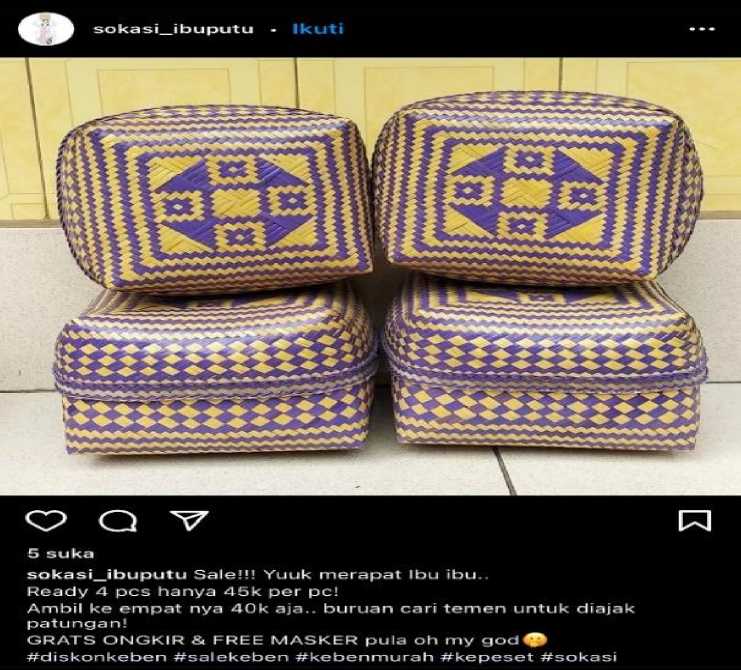 sokasi_ibuputu • Ikuti
5 suka
sokasi_ibuputu Sale!!! Yuuk merapat Ibu ibu..
Ready 4 pcs hanya 45k per pc!
Ambil ke empat nya 40k aja.. buruan cari temen untuk diajak
patungan!
GRATS ONGKIR & FREE MASKER pula oh my god🤭
#diskonkeben #salekeben #kebenmurah #kepeset #sokasi